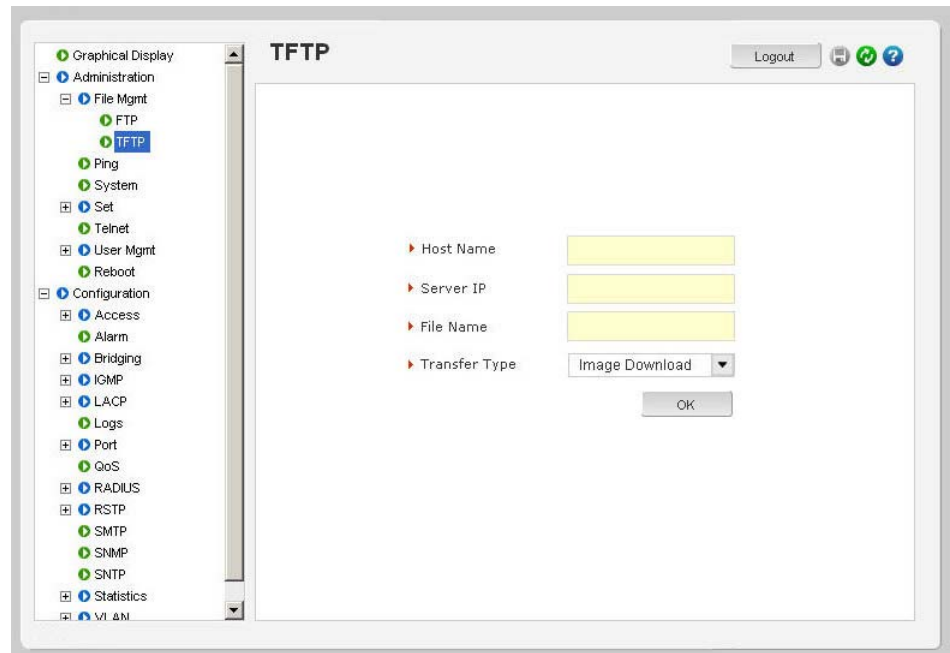 TFTP
Logout
Graphical Display
Administration
File Mgmt
FTP
TFTP
Ping
System
Set
Telnet
User Mgmt
Reboot
Configuration
Access
Alarm
Bridging
IGMP
LACP
Logs
Port
QoS
RADIUS
RSTP
SMTP
SNMP
SNTP
Statistics
VLAN
Host Name
Server IP
File Name
Transfer Type
Image Download
OK